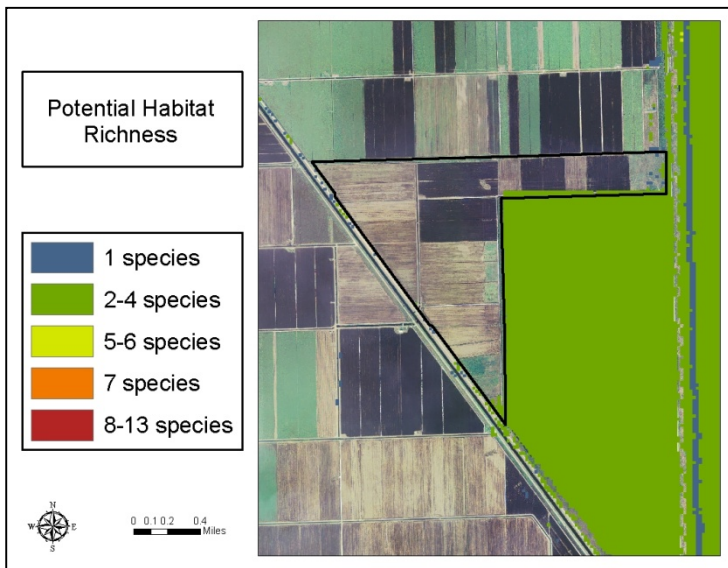 Potential Habitat
Richness
1 species
2-4 species
5-6 species
7 species
8-13 species
N
W E
S
0 0.1 0.2 0.4
Miles